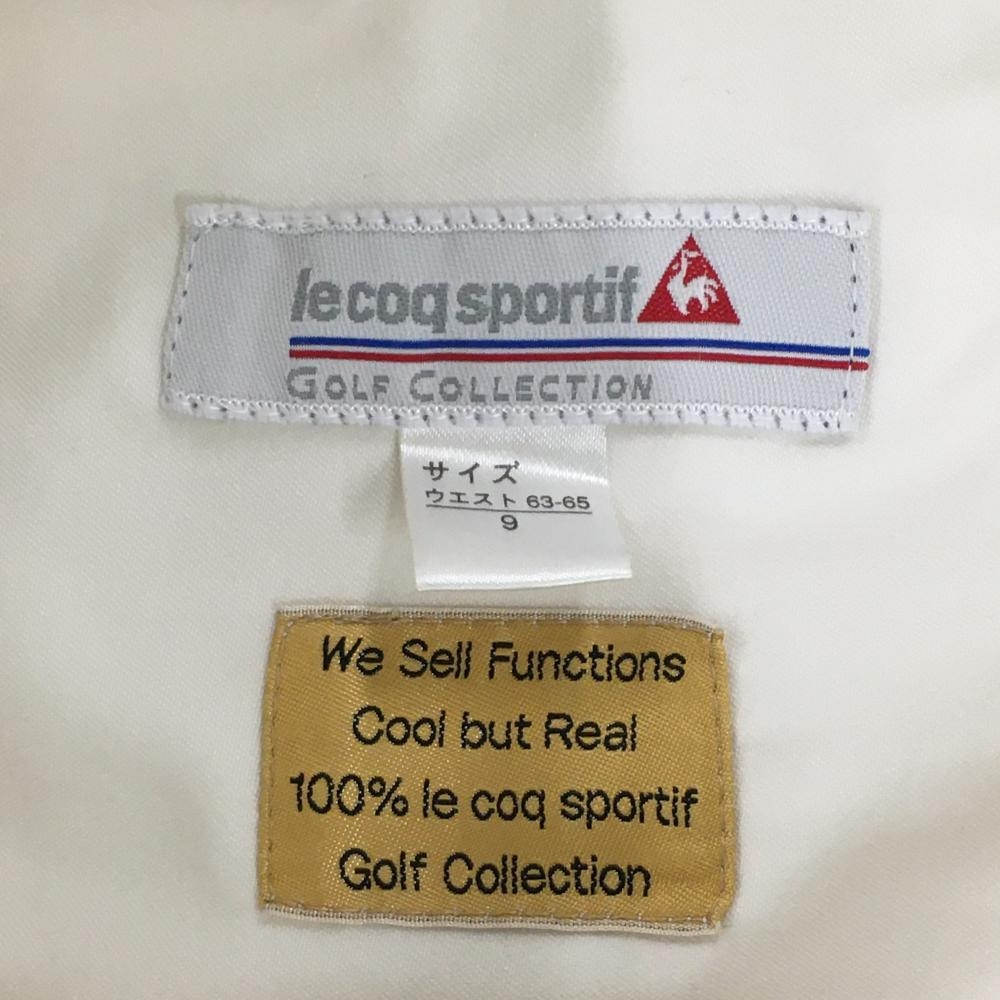 le coq sportif
GOLF COLLECTION
サイズ
ウエスト 63-65
9
We Sell Functions
Cool but Real
100% le coq sportif
Golf Collection